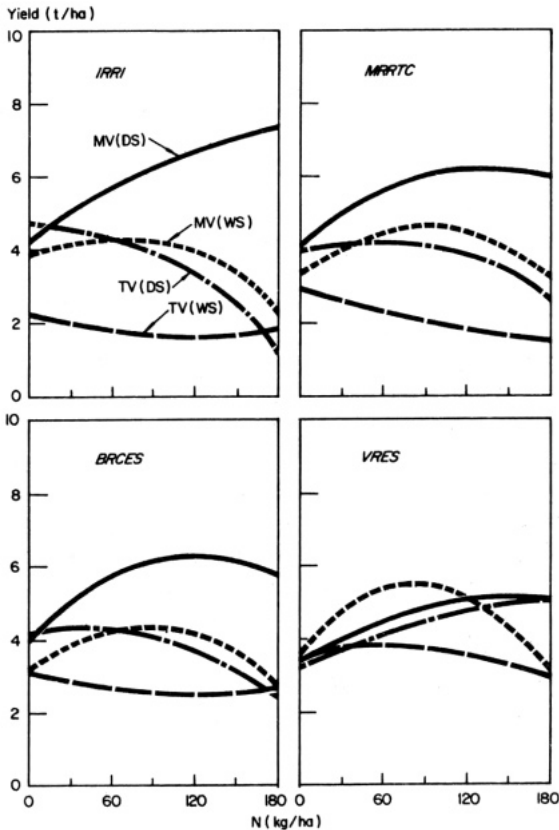 Yield (t/ha)
10
IRRI
MRRTC
8
MV(DS)
6
MV(WS)
4
TV(DS)
TV(WS)
2
0
10
BRCES
VRES
8
6
4
2
0
0 60 120 180 0 60 120 180
N (kg/ha)